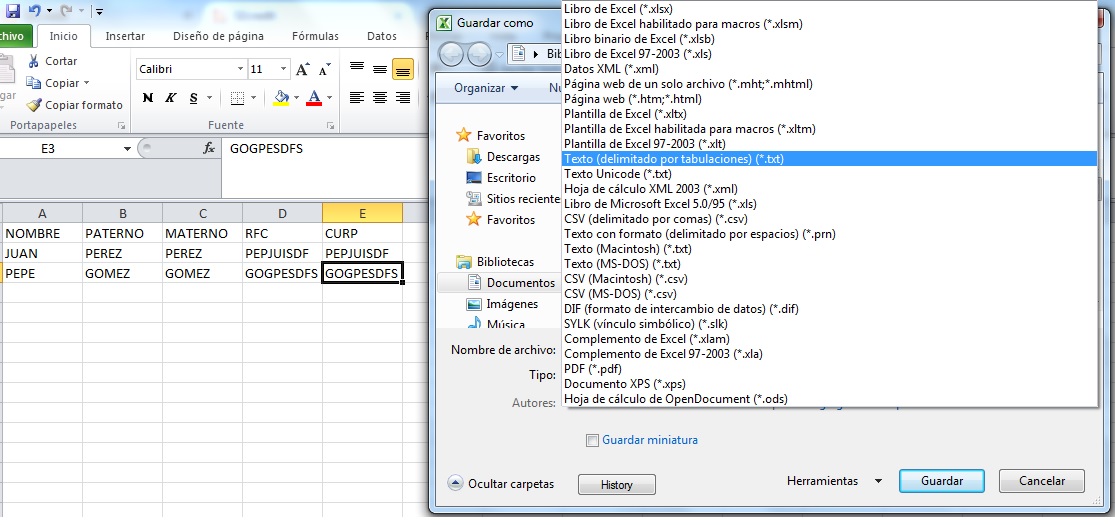 Guardar como
chivo
Inicio
Insertar
Diseño de página
Fórmulas
Datos
Cortar
Copiar
Copiar formato
Portapapeles
Calibri
11
A
A
N
K
S
A
Fuente
E3
fx
GOGPESDFS
A B C D E
NOMBRE PATERNO MATERNO RFC CURP
JUAN PEREZ PEREZ PEPJUISDF PEPJUISDF
PEPE GOMEZ GOMEZ GOGPESDFS GOGPESDFS
Bib
Organizar
Nu
Favoritos
Descargas
Escritorio
Sitios reciente
Favoritos
Bibliotecas
Documentos
Imágenes
Música
Libro de Excel (*.xlsx)
Libro de Excel habilitado para macros (*.xlsm)
Libro binario de Excel (*.xlsb)
Libro de Excel 97-2003 (*.xls)
Datos XML (*.xml)
Página web de un solo archivo (*.mht;*.mhtml)
Página web (*.htm;*.html)
Plantilla de Excel (*.xltx)
Plantilla de Excel habilitada para macros (*.xltm)
Plantilla de Excel 97-2003 (*.xlt)
Texto (delimitado por tabulaciones) (*.txt)
Texto Unicode (*.txt)
Hoja de cálculo XML 2003 (*.xml)
Libro de Microsoft Excel 5.0/95 (*.xls)
CSV (delimitado por comas) (*.csv)
Texto con formato (delimitado por espacios) (*.prn)
Texto (Macintosh) (*.txt)
Texto (MS-DOS) (*.txt)
CSV (Macintosh) (*.csv)
CSV (MS-DOS) (*.csv)
DIF (formato de intercambio de datos) (*.dif)
SYLK (vínculo simbólico) (*.slk)
Complemento de Excel (*.xlam)
Complemento de Excel 97-2003 (*.xla)
PDF (*.pdf)
Documento XPS (*.xps)
Hoja de cálculo de OpenDocument (*.ods)
Nombre de archivo:
Tipo:
Autores:
Guardar miniatura
Ocultar carpetas
History
Herramientas
Guardar
Cancelar